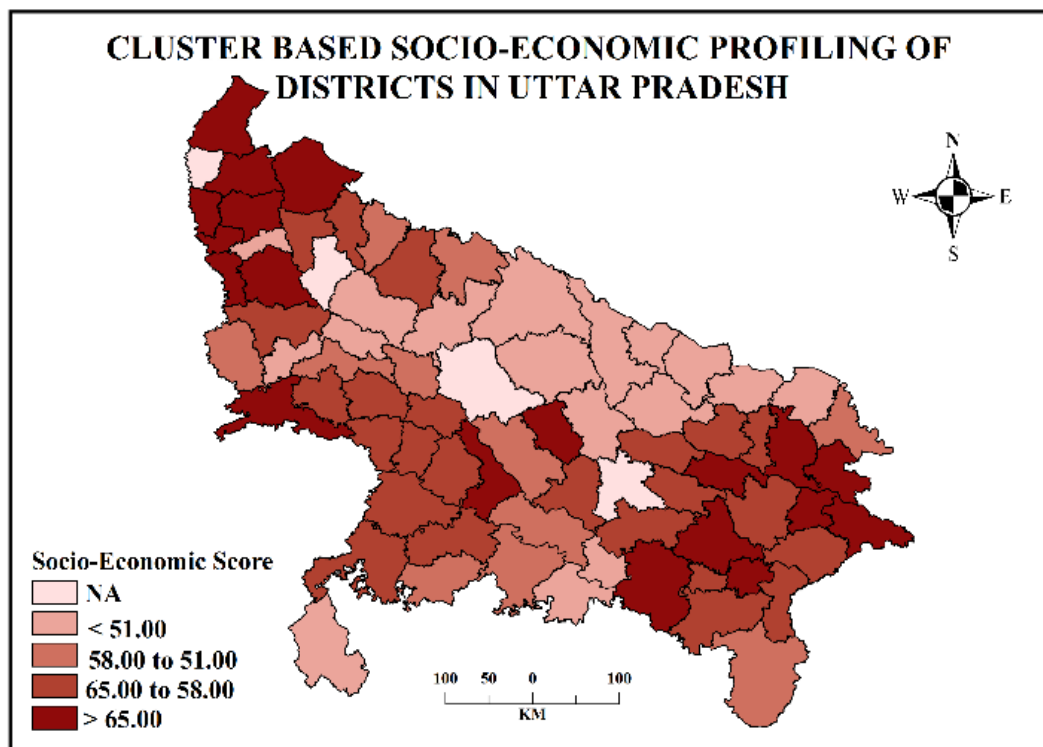 CLUSTER BASED SOCIO-ECONOMIC PROFILING OF
DISTRICTS IN UTTAR PRADESH
N
W E
S
Socio-Economic Score
NA
< 51.00
58.00 to 51.00
65.00 to 58.00
> 65.00
100 50 0 100
KM